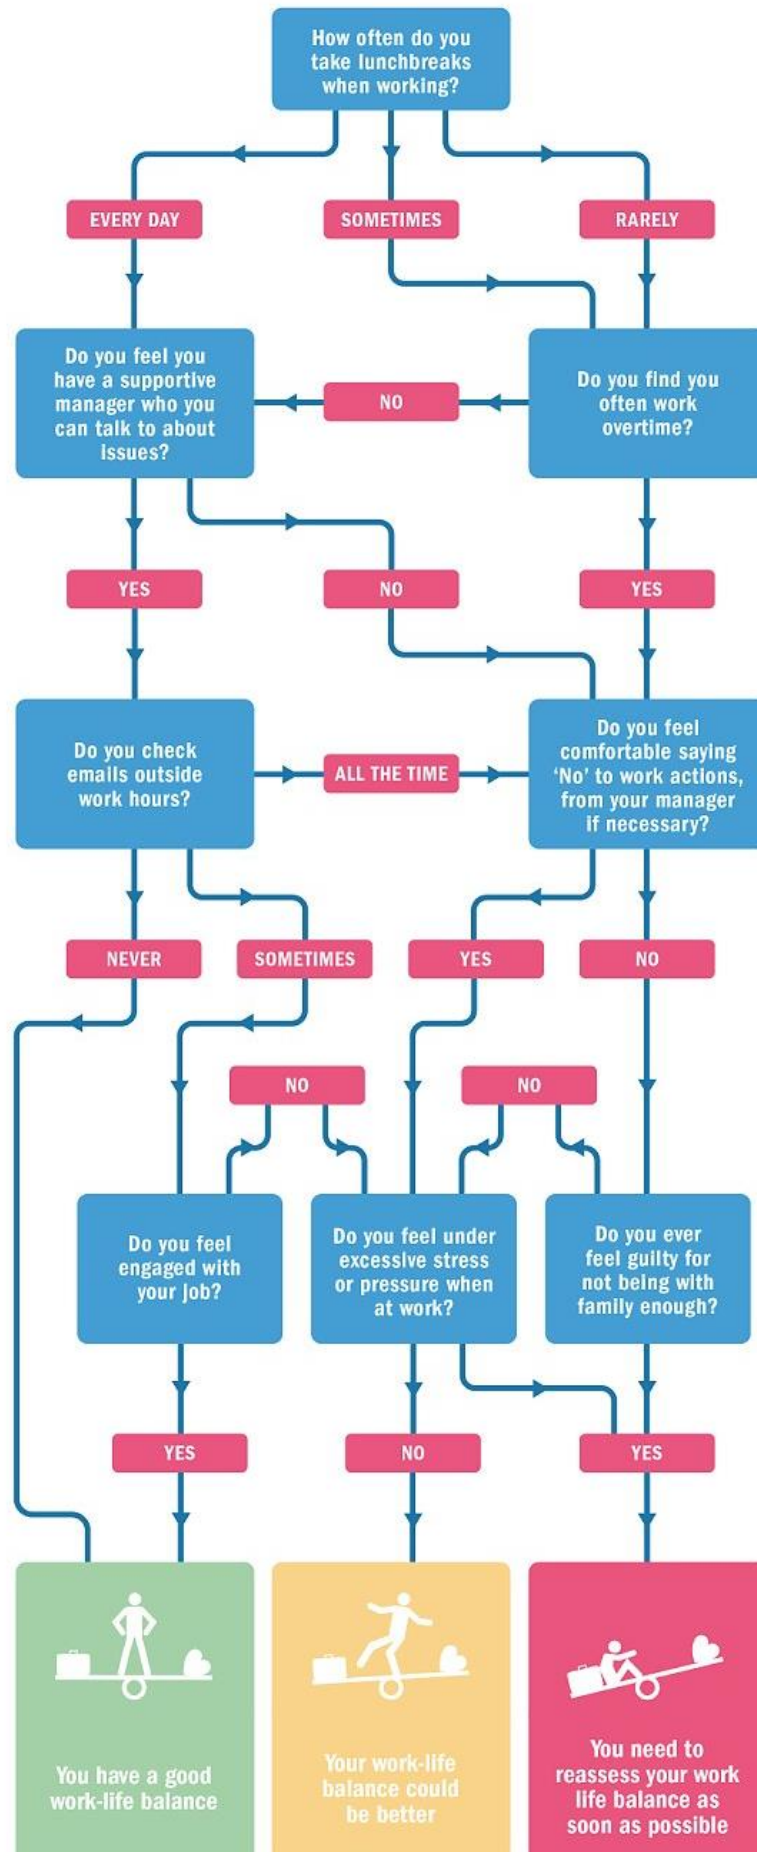 How often do you
take lunchbreaks
when working?
EVERY DAY
SOMETIMES
RARELY
Do you feel you
have a supportive
manager who you
can talk to about
issues?
NO
Do you find you
often work
overtime?
YES
NO
YES
Do you check
emails outside
work hours?
ALL THE TIME
Do you feel
comfortable saying
‘No’ to work actions,
from your manager
if necessary?
NEVER
SOMETIMES
YES
NO
NO
NO
Do you feel
engaged with
your job?
Do you feel under
excessive stress
or pressure when
at work?
Do you ever
feel guilty for
not being with
family enough?
YES
NO
YES
You have a good
work-life balance
Your work-life
balance could
be better
You need to
reassess your work
life balance as
soon as possible